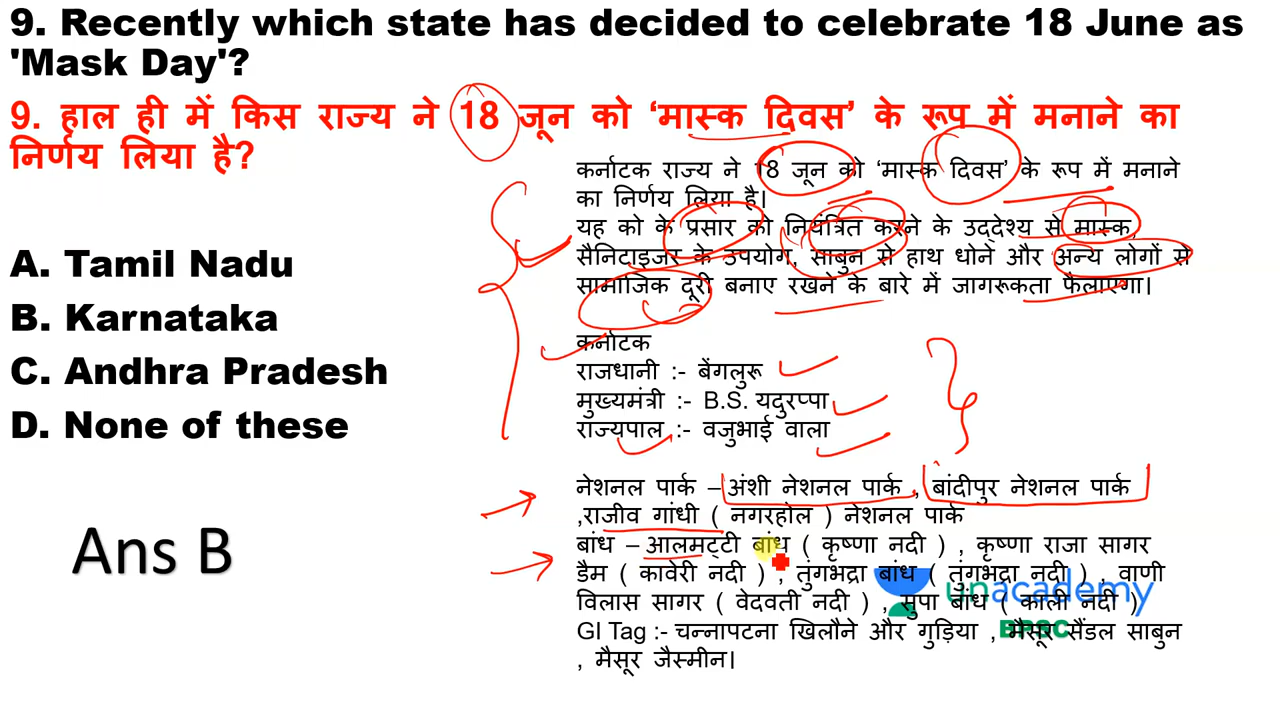 9. Recently which state has decided to celebrate 18 June as
'Mask Day'?
9. हाल ही में किस राज्य ने 18 जून को ‘मास्क दिवस’ के रूप में मनाने का
निर्णय लिया है?
A. Tamil Nadu
B. Karnataka
C. Andhra Pradesh
D. None of these
Ans B
कर्नाटक राज्य ने 18 जून को ‘मास्क दिवस’ के रूप में मनाने
का निर्णय लिया है।
यह को के प्रसार को नियंत्रित करने के उद्देश्य से मास्क,
सैनिटाइजर के उपयोग, साबुन से हाथ धोने और अन्य लोगों से
सामाजिक दूरी बनाए रखने के बारे में जागरूकता फैलाएगा।
कर्नाटक
राजधानी :- बेंगलुरू
मुख्यमंत्री :- B.S. यदुरप्पा
राज्यपाल :- वजुभाई वाला
नेशनल पार्क – अंशी नेशनल पार्क , बांदीपुर नेशनल पार्क
,राजीव गांधी ( नगरहोल ) नेशनल पार्क
बांध – आलमट्टी बांध ( कृष्णा नदी ) , कृष्णा राजा सागर
डैम ( कावेरी नदी ) , तुंगभद्रा बांध ( तुंगभद्रा नदी ) , वाणी
विलास सागर ( वेदवती नदी ) , सुपा बांध ( काली नदी )
GI Tag :- चन्नापटना खिलौने और गुड़िया , मैसूर सैंडल साबुन
, मैसूर जैस्मीन।
unacademy